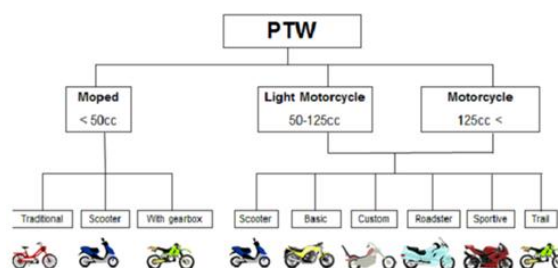 PTW
Moped
< 50cc
Light Motorcycle
50-125cc
Motorcycle
125cc <
Traditional
Scooter
With gearbox
Scooter
Basic
Custom
Roadster
Sportive
Trail